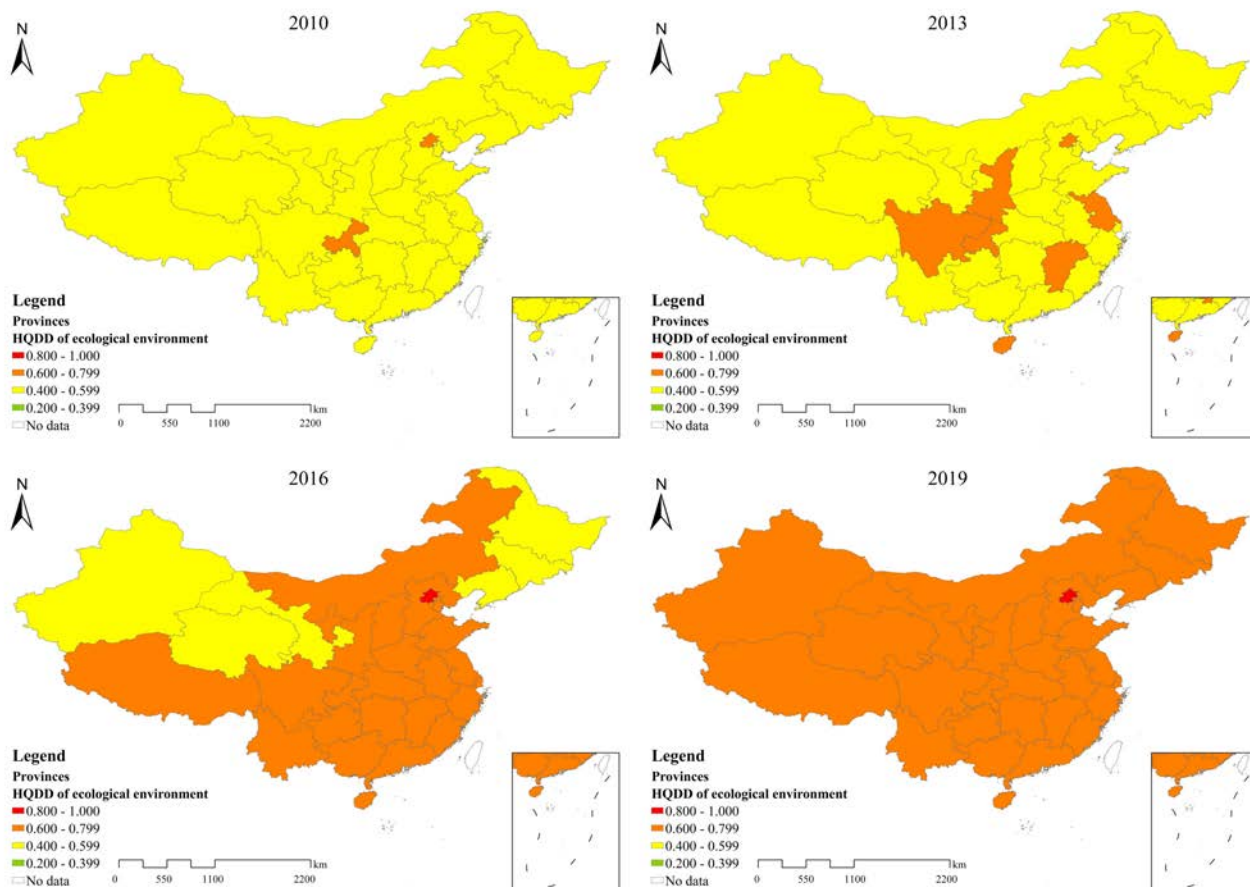 2010
N
Legend
Provinces
HQDD of ecological environment
0.800 - 1.000
0.600 - 0.799
0.400 - 0.599
0.200 - 0.399
No data
km
0 550 1100 2200
2013
N
Legend
Provinces
HQDD of ecological environment
0.800 - 1.000
0.600 - 0.799
0.400 - 0.599
0.200 - 0.399
No data
km
0 550 1100 2200
2016
N
Legend
Provinces
HQDD of ecological environment
0.800 - 1.000
0.600 - 0.799
0.400 - 0.599
0.200 - 0.399
No data
km
0 550 1100 2200
2019
N
Legend
Provinces
HQDD of ecological environment
0.800 - 1.000
0.600 - 0.799
0.400 - 0.599
0.200 - 0.399
No data
km
0 550 1100 2200